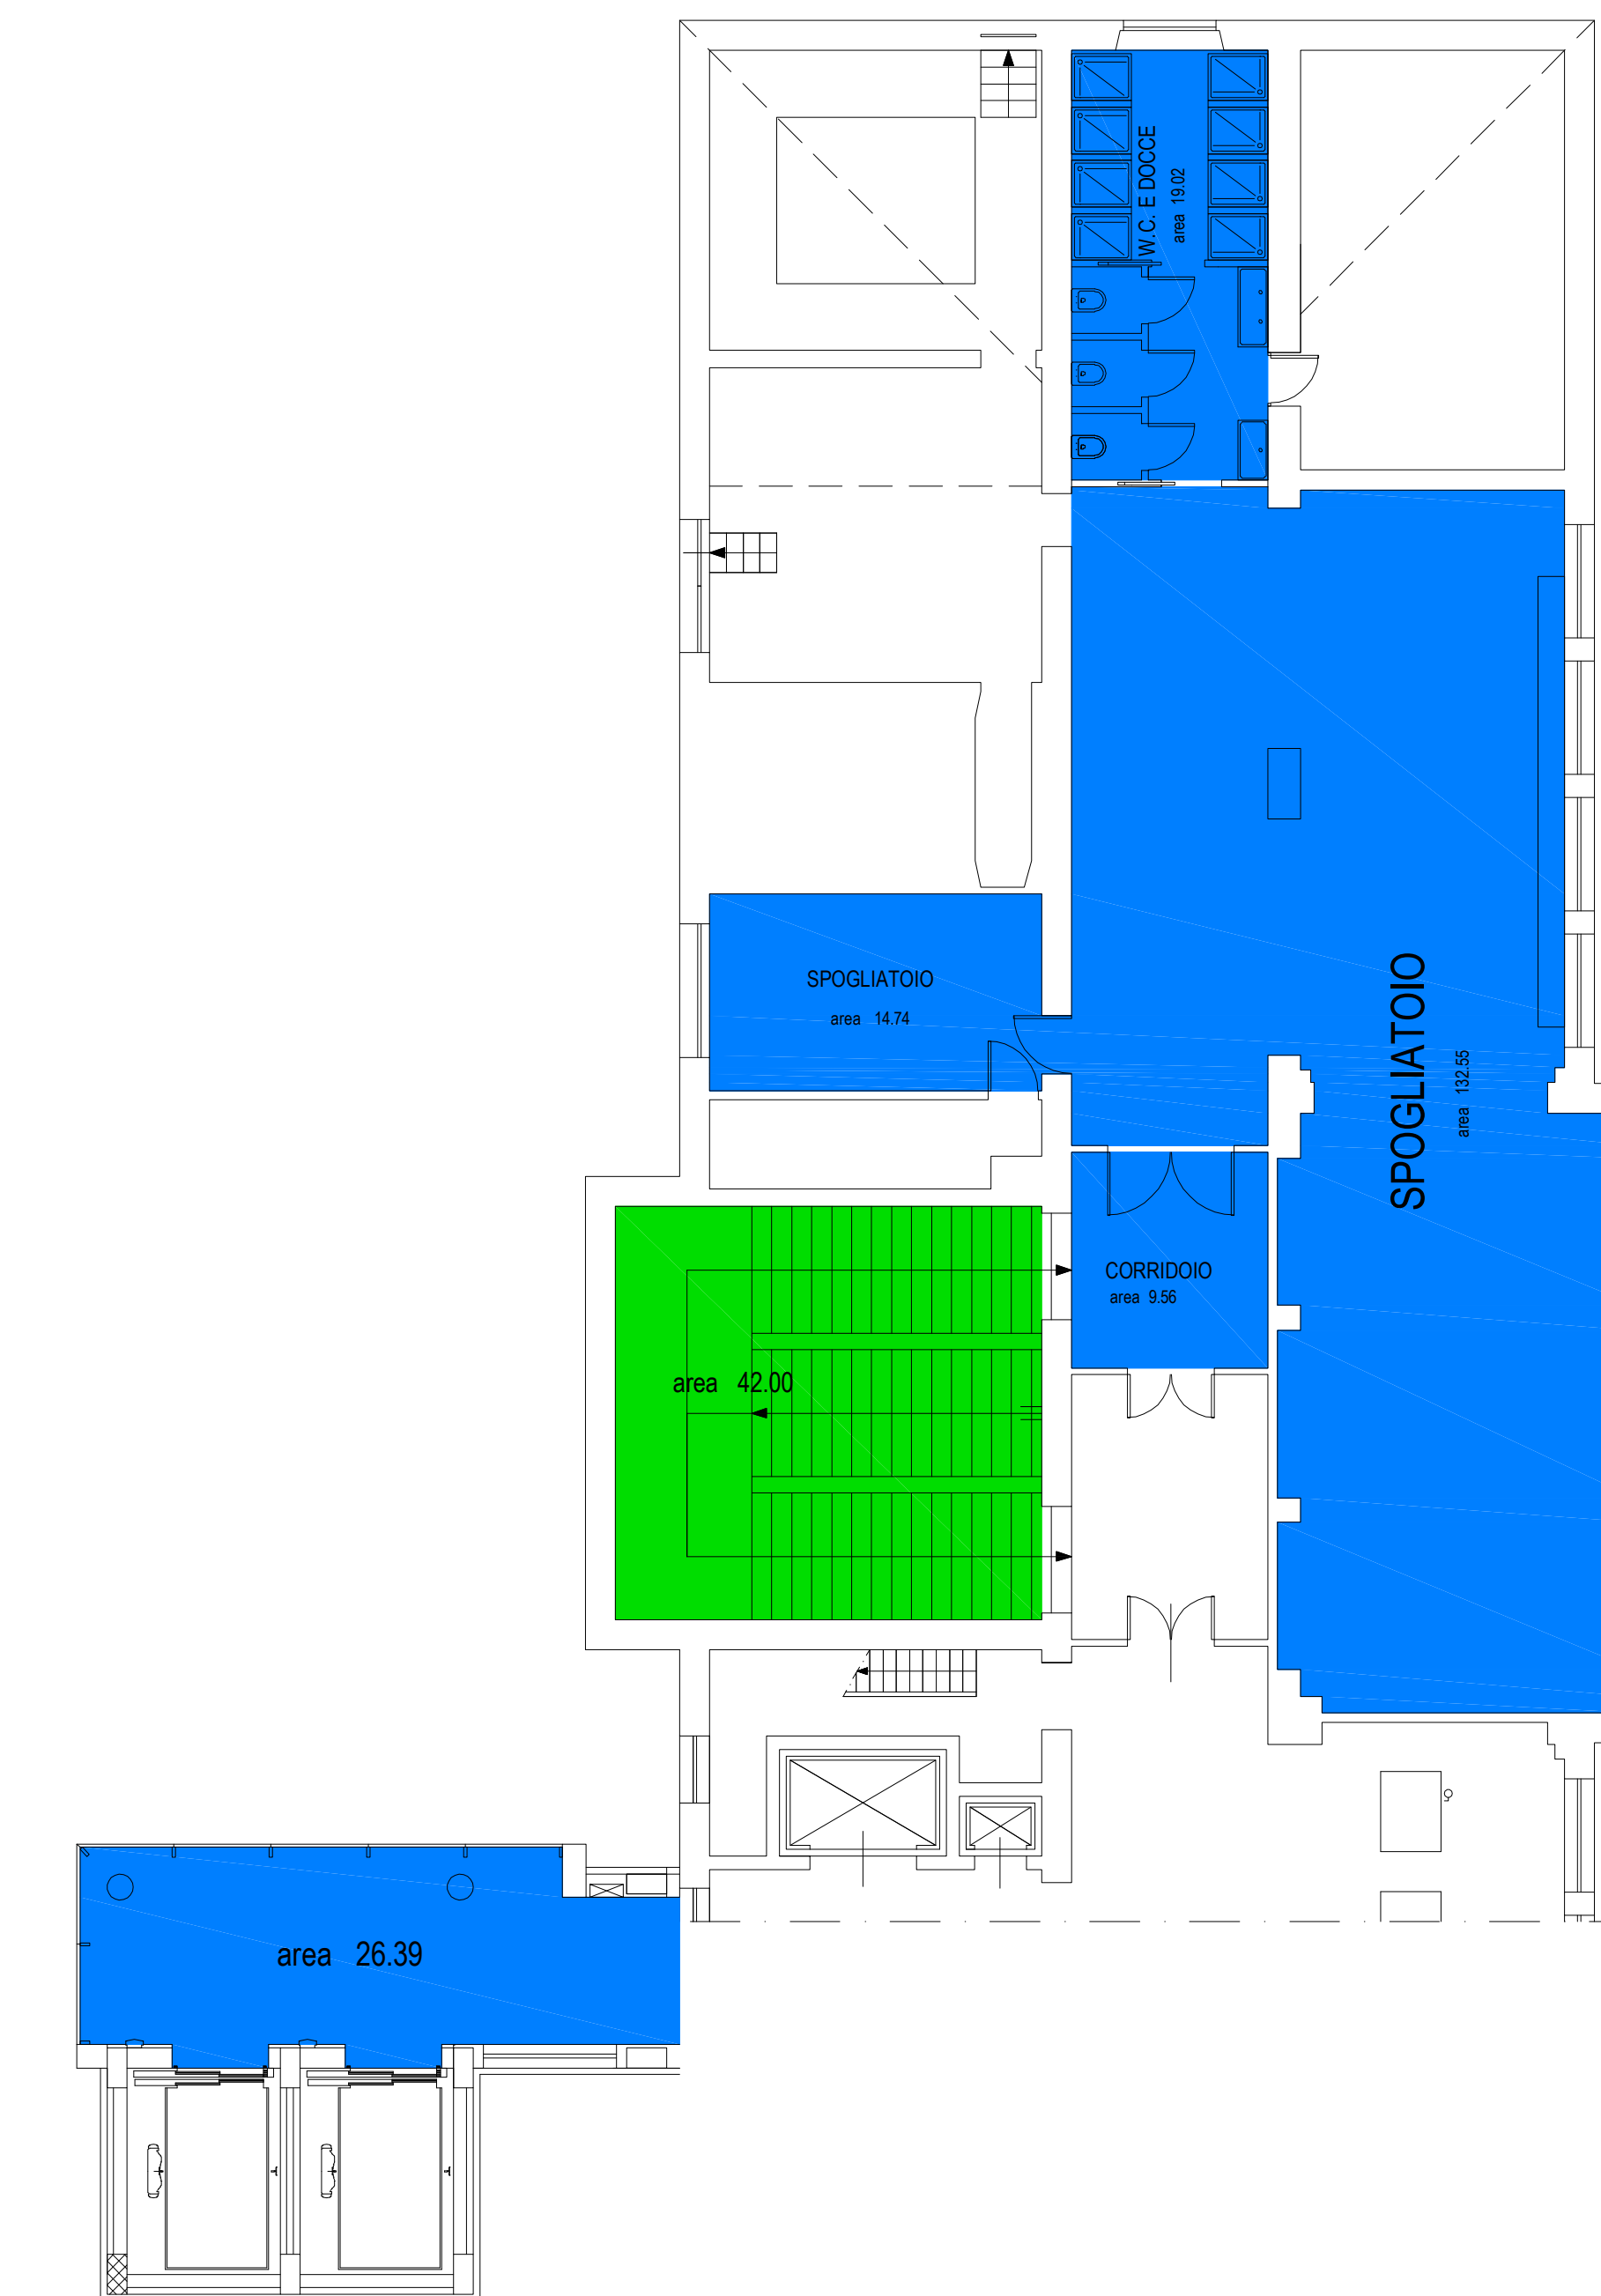 W.C. E DOCCE
area 19.02
SPOGLIATOIO
area 14.74
SPOGLIATOIO
area 132.55
CORRIDOIO
area 9.56
area 42.00
area 26.39